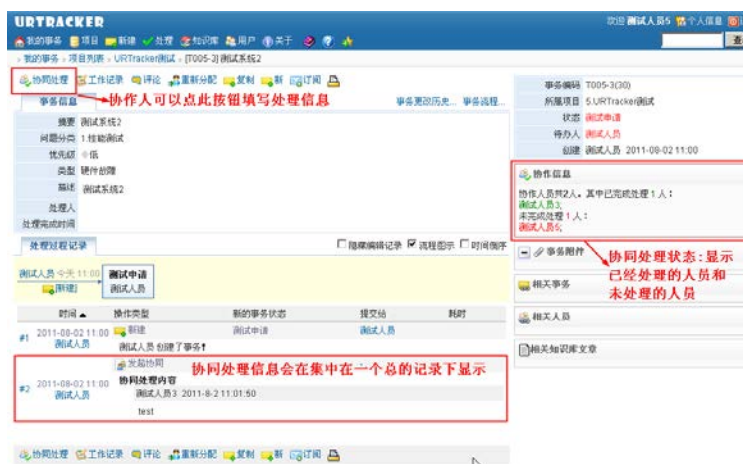 URTRACKER
欢迎 测试人员5 个人信息
我的事务 项目 新建 处理 知识库 用户 关于
查
我的事务 项目列表 URTracker测试 [T005-3]测试系统2
协同处理 工作记录 评论 重新分配 复制 新 订阅
协作人可以点此按钮填写处理信息
事务信息
事务更改历史... 事务流程...
摘要 测试系统2
问题分类 1.性能测试
优先级 低
类型 硬件故障
描述 测试系统2
处理人
处理完成时间
处理过程记录
隐藏编辑记录 流程图示 时间倒序
测试人员 今天 11:00
[新建]
测试申请
测试人员
时间 操作类型 新的事务状态 提交给 耗时
#1 2011-08-02 11:00 新建 测试申请 测试人员
测试人员
测试人员 创建了事务!
发起协同
协同处理信息会在集中在一个总的记录下显示
#2 2011-08-02 11:00 协同处理内容
测试人员
测试人员3 2011-8-2 11:01:50
test
协同处理 工作记录 评论 重新分配 复制 新 订阅
事务编码 T005-3(30)
所属项目 5.URTracker测试
状态 测试申请
待办人 测试人员
创建 测试人员 2011-08-02 11:00
协作信息
协作人员共2人。其中已完成处理 1 人:
测试人员3;
未完成处理 1 人:
测试人员5;
事务附件
协同处理状态:显示
已经处理的人员和
未处理的人员
相关事务
相关人员
相关知识库文章